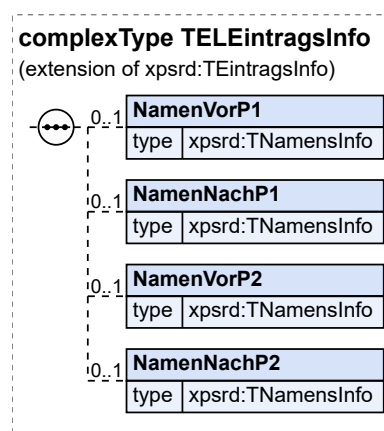 complexType TELEintragsInfo
(extension of xpsrd:TEintragsInfo)
0..1 NamenVorP1
type xpsrd:TNamensInfo
0..1 NamenNachP1
type xpsrd:TNamensInfo
0..1 NamenVorP2
type xpsrd:TNamensInfo
0..1 NamenNachP2
type xpsrd:TNamensInfo